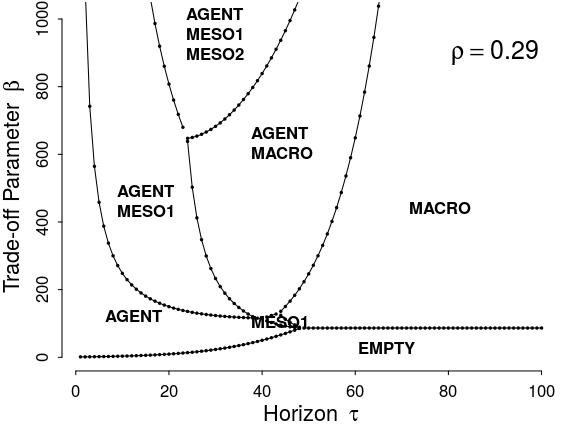 AGENT
MESO1
MESO2
ρ = 0.29
AGENT
MACRO
AGENT
MESO1
MACRO
AGENT
MESO1
EMPTY
Trade-off Parameter β
0
200
400
600
800
1000
0 20 40 60 80 100
Horizon τ